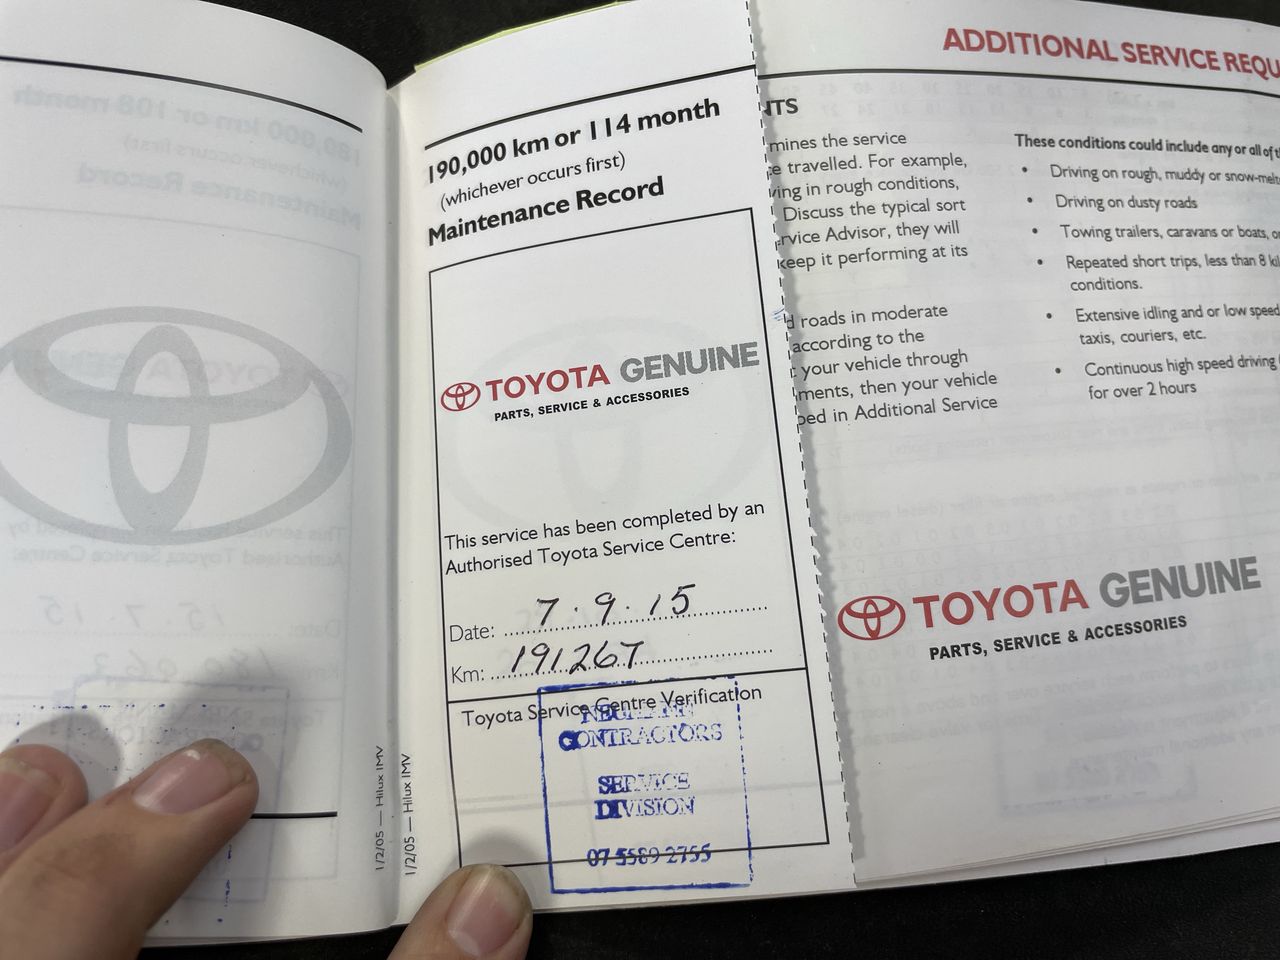 190,000 km or 114 month
(whichever occurs first)
Maintenance Record
TOYOTA GENUINE
PARTS, SERVICE & ACCESSORIES
This service has been completed by an
Authorised Toyota Service Centre:
Date: 7.9.15
Km: 191267
Toyota Service Centre Verification
NEUMANN
CONTRACTORS
SERVICE
DIVISION
07 5589 2755
1/2/05 — Hilux IMV
1/2/05 — Hilux IMV
ADDITIONAL SERVICE REQU
NTS
mines the service
e travelled. For example,
ving in rough conditions,
Discuss the typical sort
rvice Advisor, they will
keep it performing at its
d roads in moderate
according to the
t your vehicle through
ments, then your vehicle
bed in Additional Service
These conditions could include any or all of t
• Driving on rough, muddy or snow-melt
• Driving on dusty roads
• Towing trailers, caravans or boats, o
• Repeated short trips, less than 8 kil
conditions.
• Extensive idling and or low speed
taxis, couriers, etc.
• Continuous high speed driving (
for over 2 hours
TOYOTA GENUINE
PARTS, SERVICE & ACCESSORIES